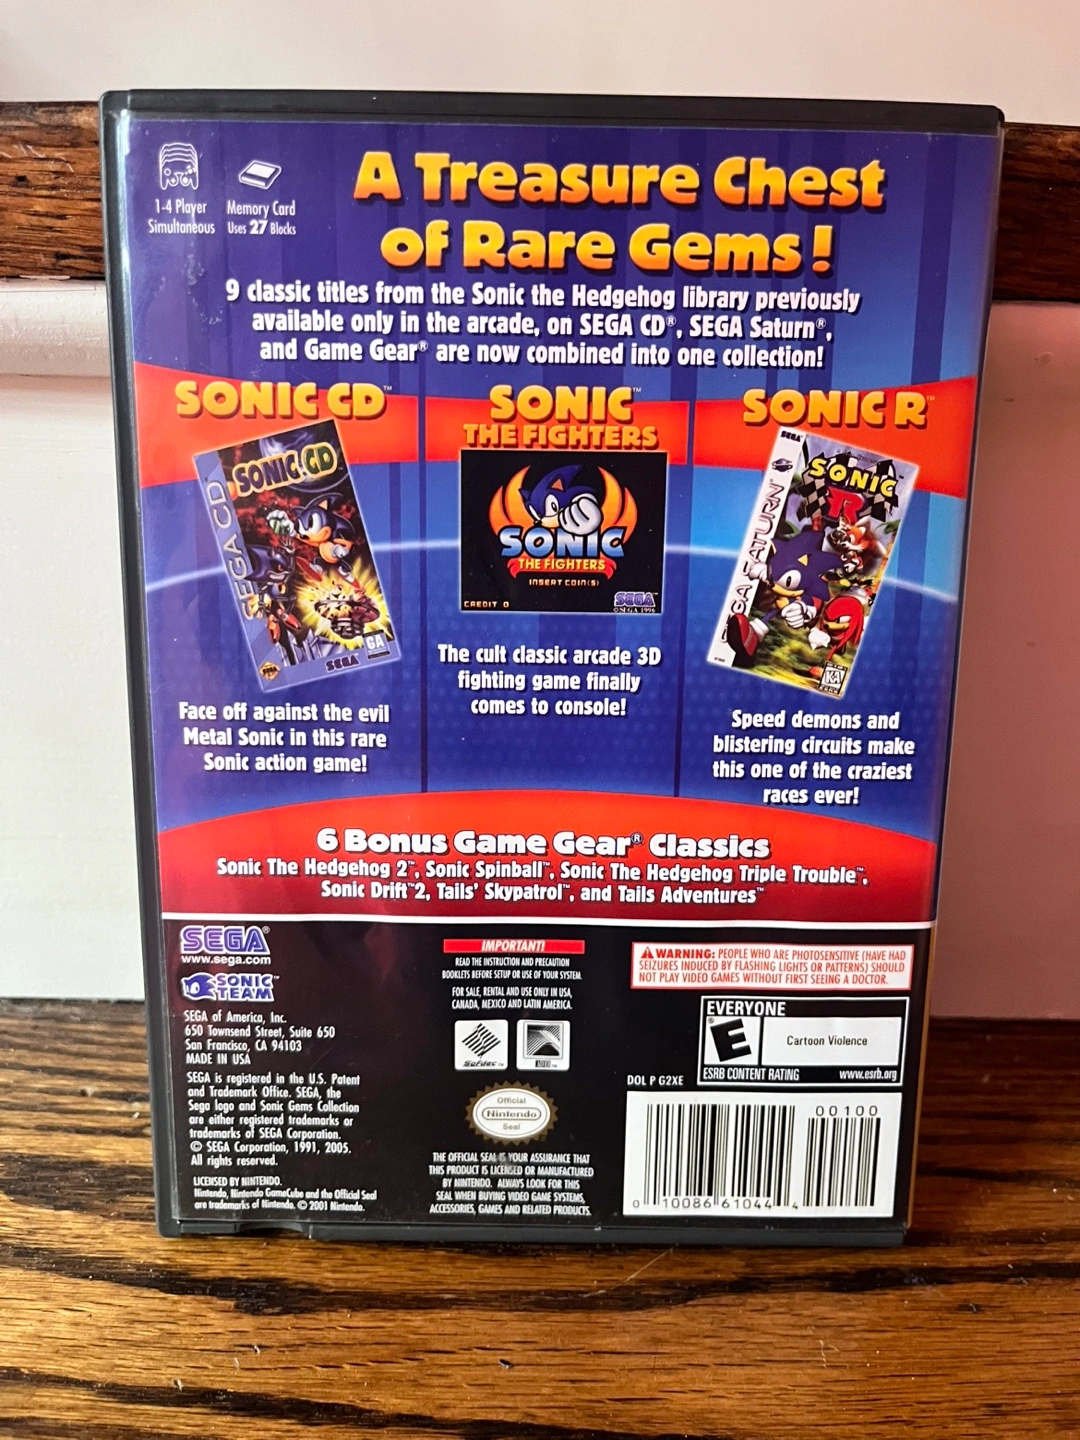 1-4 Player
Simultaneous
Memory Card
Uses 27 Blocks
A Treasure Chest
of Rare Gems!
9 classic titles from the Sonic the Hedgehog library previously
available only in the arcade, on SEGA CD®, SEGA Saturn®,
and Game Gear® are now combined into one collection!
SONIC CD™
SONIC™
THE FIGHTERS
SONIC R™
SEGA CD
SONIC CD
GA
SEGA
SONIC
THE FIGHTERS
INSERT COIN(S)
CREDIT 0
SEGA™
©SEGA 1996
SEGA
SEGA SATURN
SONIC
R
KA
Face off against the evil
Metal Sonic in this rare
Sonic action game!
The cult classic arcade 3D
fighting game finally
comes to console!
Speed demons and
blistering circuits make
this one of the craziest
races ever!
6 Bonus Game Gear® Classics
Sonic The Hedgehog 2™, Sonic Spinball™, Sonic The Hedgehog Triple Trouble™,
Sonic Drift™2, Tails' Skypatrol™, and Tails Adventures™
SEGA®
www.sega.com
SONIC™
TEAM
SEGA of America, Inc.
650 Townsend Street, Suite 650
San Francisco, CA 94103
MADE IN USA
SEGA is registered in the U.S. Patent
and Trademark Office. SEGA, the
Sega logo and Sonic Gems Collection
are either registered trademarks or
trademarks of SEGA Corporation.
© SEGA Corporation, 1991, 2005.
All rights reserved.
LICENSED BY NINTENDO.
Nintendo, Nintendo GameCube and the Official Seal
are trademarks of Nintendo. © 2001 Nintendo.
IMPORTANT!
READ THE INSTRUCTION AND PRECAUTION
BOOKLETS BEFORE SETUP OR USE OF YOUR SYSTEM.
FOR SALE, RENTAL AND USE ONLY IN USA,
CANADA, MEXICO AND LATIN AMERICA.
Sofdec™
ADX™
Official
Nintendo
Seal
THE OFFICIAL SEAL IS YOUR ASSURANCE THAT
THIS PRODUCT IS LICENSED OR MANUFACTURED
BY NINTENDO. ALWAYS LOOK FOR THIS
SEAL WHEN BUYING VIDEO GAME SYSTEMS,
ACCESSORIES, GAMES AND RELATED PRODUCTS.
WARNING: PEOPLE WHO ARE PHOTOSENSITIVE (HAVE HAD
SEIZURES INDUCED BY FLASHING LIGHTS OR PATTERNS) SHOULD
NOT PLAY VIDEO GAMES WITHOUT FIRST SEEING A DOCTOR.
EVERYONE
E®
Cartoon Violence
ESRB CONTENT RATING www.esrb.org
DOL P G2XE
00100
0 10086 61044 4